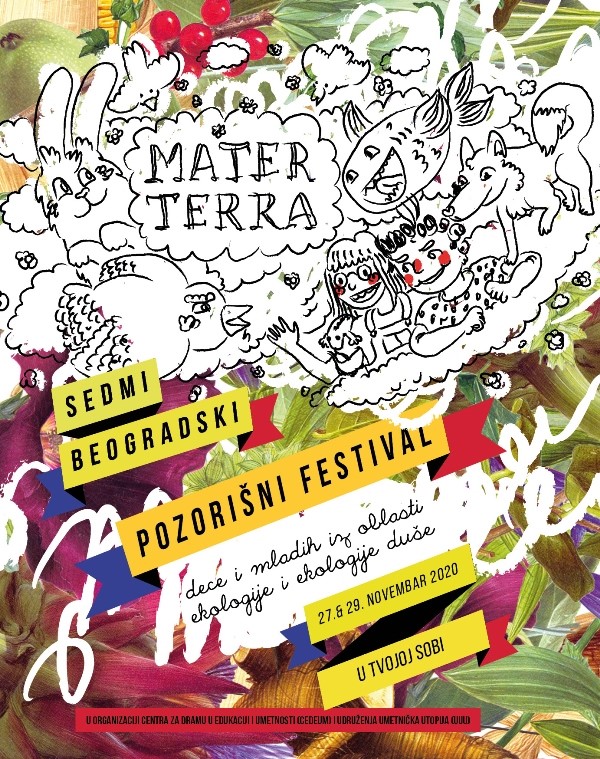 MATER
TERRA
SEDMI
BEOGRADSKI
POZORIŠNI FESTIVAL
dece i mladih iz oblasti
ekologije i ekologije duše
27.& 29. NOVEMBAR 2020
U TVOJOJ SOBI
U ORGANIZACIJI CENTRA ZA DRAMU U EDUKACIJI I UMETNOSTI (CEDEUM) I UDRUŽENJA UMETNIČKA UTOPIJA (UUU)